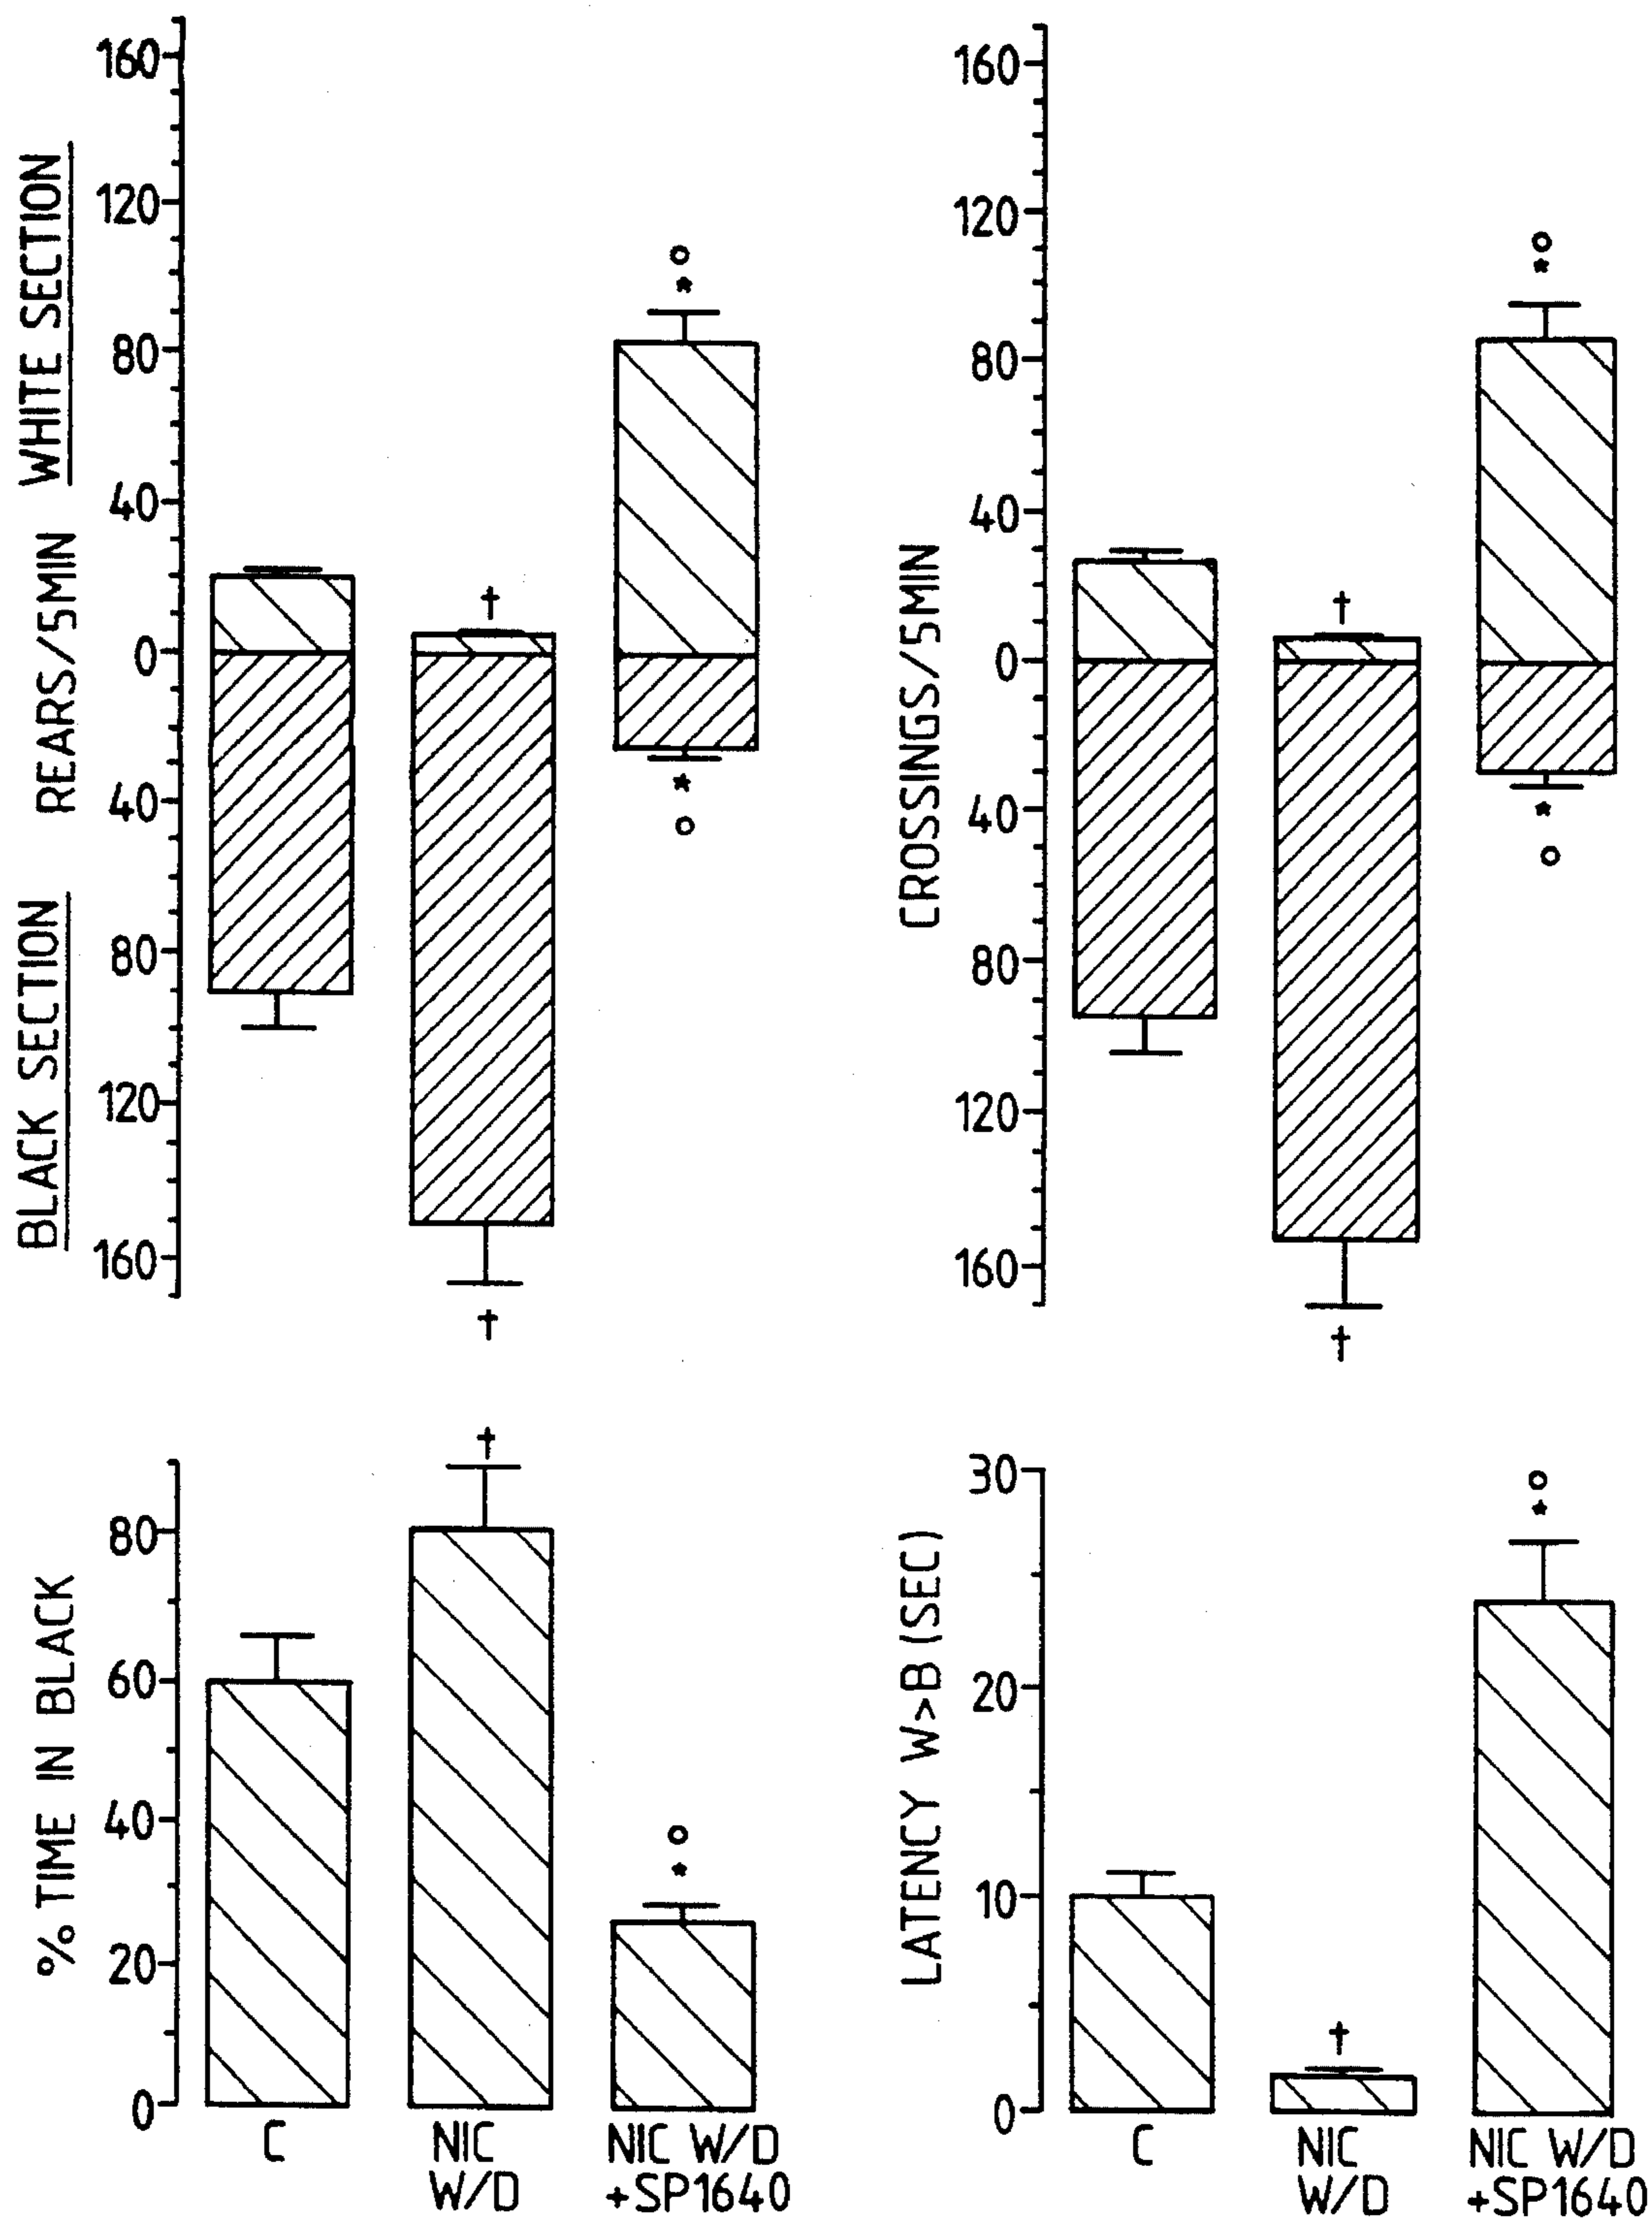 WHITE SECTION
REARS/5MIN
BLACK SECTION
160
120
80
40
0
40
80
120
160
o
*
†
*
o
†
CROSSINGS/5MIN
160
120
80
40
0
40
80
120
160
o
*
†
*
o
†
% TIME IN BLACK
80
60
40
20
0
†
o
*
C
NIC
W/D
NIC W/D
+SP1640
LATENCY W>B (SEC)
30
20
10
0
†
o
*
C
NIC
W/D
NIC W/D
+SP1640